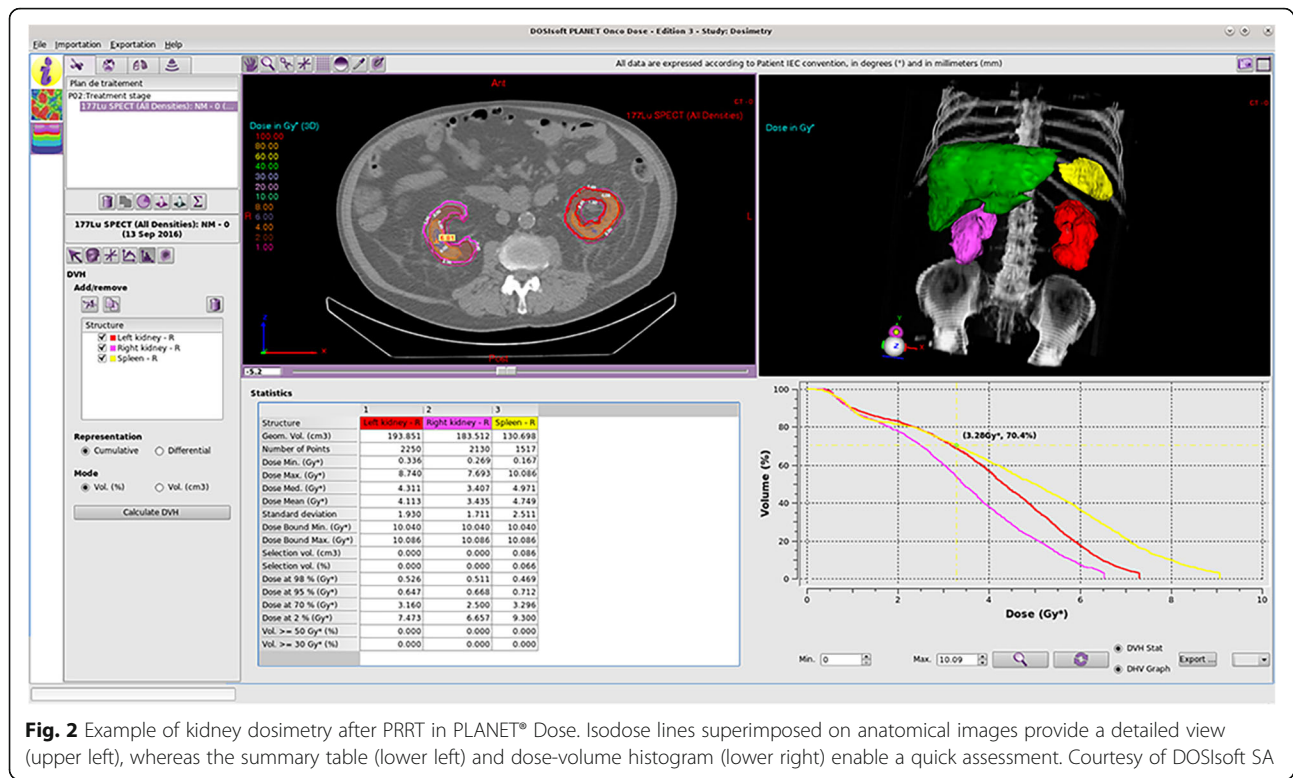 DOSIsoft PLANET Onco Dose - Edition 3 - Study: Dosimetry
File Importation Exportation Help
All data are expressed according to Patient IEC convention, in degrees (°) and in millimeters (mm)
Plan de traitement
P02:Treatment stage
177Lu SPECT (All Densities): NM - 0 (...
177Lu SPECT (All Densities): NM - 0
(13 Sep 2016)
DVH
Add/remove
Structure
Left kidney - R
Right kidney - R
Spleen - R
Representation
Cumulative Differential
Mode
Vol. (%) Vol. (cm3)
Calculate DVH
Ant
CT -0
177Lu SPECT (All Densities)
Dose in Gy* (3D)
100.00
80.00
60.00
40.00
30.00
20.00
10.00
8.00
6.00
4.00
2.00
1.00
R
L
Post
Z
X
-5.2
CT -0
Dose in Gy*
Y
Z
X
Statistics
1 2 3
Structure Left kidney - R Right kidney - R Spleen - R
Geom. Vol. (cm3) 193.851 183.512 130.698
Number of Points 2250 2130 1517
Dose Min. (Gy*) 0.336 0.269 0.167
Dose Max. (Gy*) 8.740 7.693 10.086
Dose Med. (Gy*) 4.311 3.407 4.971
Dose Mean (Gy*) 4.113 3.435 4.749
Standard deviation 1.930 1.711 2.511
Dose Bound Min. (Gy*) 10.040 10.040 10.040
Dose Bound Max. (Gy*) 10.086 10.086 10.086
Selection vol. (cm3) 0.000 0.000 0.086
Selection vol. (%) 0.000 0.000 0.066
Dose at 98 % (Gy*) 0.526 0.511 0.469
Dose at 95 % (Gy*) 0.647 0.668 0.712
Dose at 70 % (Gy*) 3.160 2.500 3.296
Dose at 2 % (Gy*) 7.473 6.657 9.300
Vol. >= 50 Gy* (%) 0.000 0.000 0.000
Vol. >= 30 Gy* (%) 0.000 0.000 0.000
100
80
60
40
20
0
Volume (%)
(3.28Gy*, 70.4%)
0 2 4 6 8 10
Dose (Gy*)
Min. 0 Max. 10.09
DVH Stat
DHV Graph
Export ...
Fig. 2 Example of kidney dosimetry after PRRT in PLANET® Dose. Isodose lines superimposed on anatomical images provide a detailed view
(upper left), whereas the summary table (lower left) and dose-volume histogram (lower right) enable a quick assessment. Courtesy of DOSIsoft SA